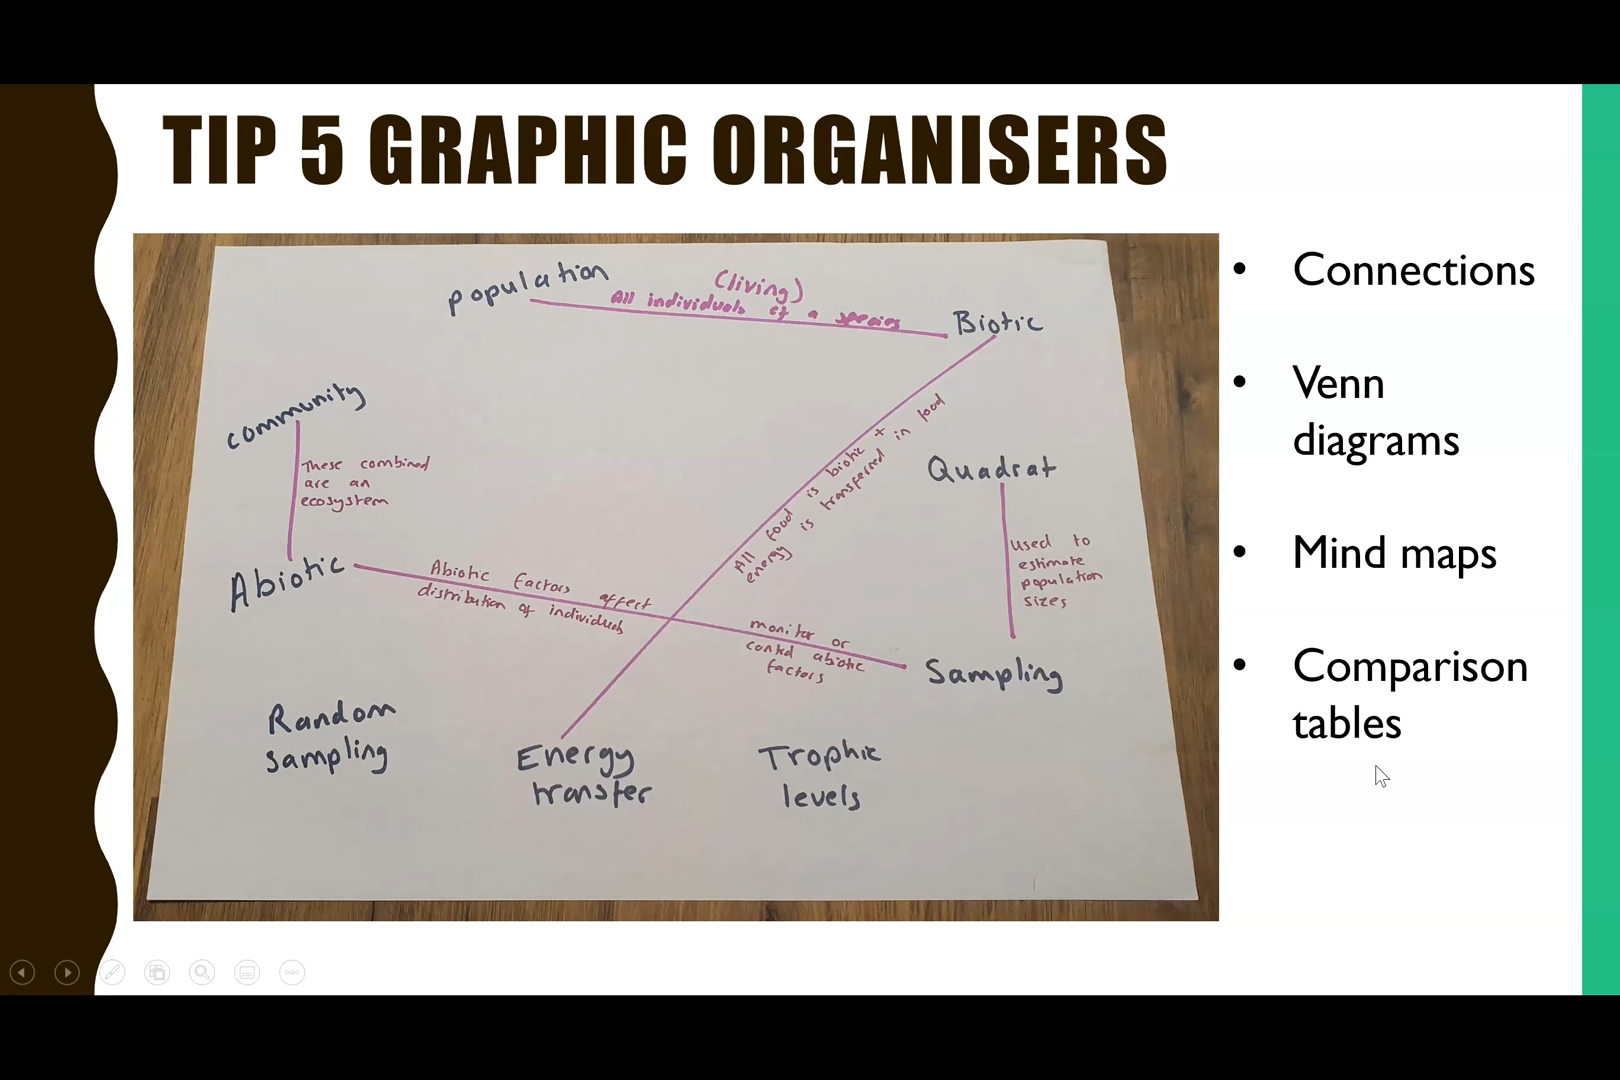 TIP 5 GRAPHIC ORGANISERS
population
(living)
All individuals of a species
Biotic
community
These combined
are an
ecosystem
All food is biotic +
energy is transferred in food
Quadrat
used to
estimate
population
sizes
Abiotic
Abiotic factors effect
distribution of individuals
monitor or
control abiotic
factors
Sampling
Random
sampling
Energy
transfer
Trophic
levels
• Connections
• Venn
diagrams
• Mind maps
• Comparison
tables